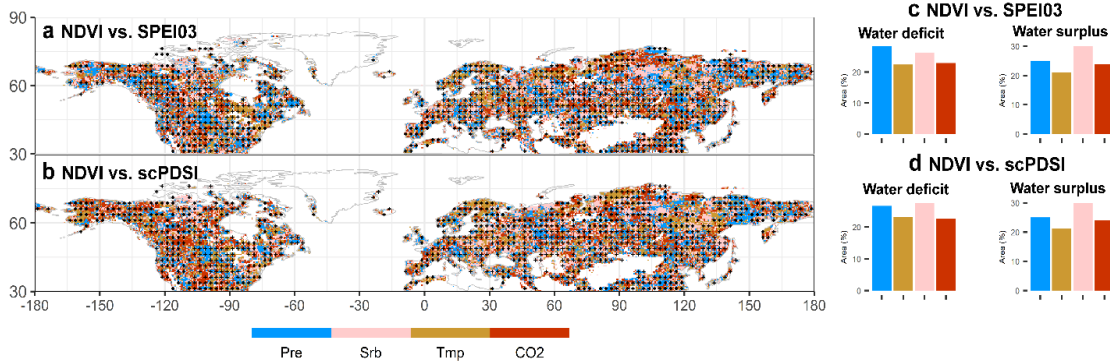 90
60
30
a NDVI vs. SPEI03
60
30
b NDVI vs. scPDSI
-180 -150 -120 -90 -60 -30 0 30 60 90 120 150 180
Pre Srb Tmp CO2
c NDVI vs. SPEI03
Water deficit
Area (%)
20
10
0
Water surplus
Area (%)
30
20
10
0
d NDVI vs. scPDSI
Water deficit
Area (%)
20
10
0
Water surplus
Area (%)
30
20
10
0